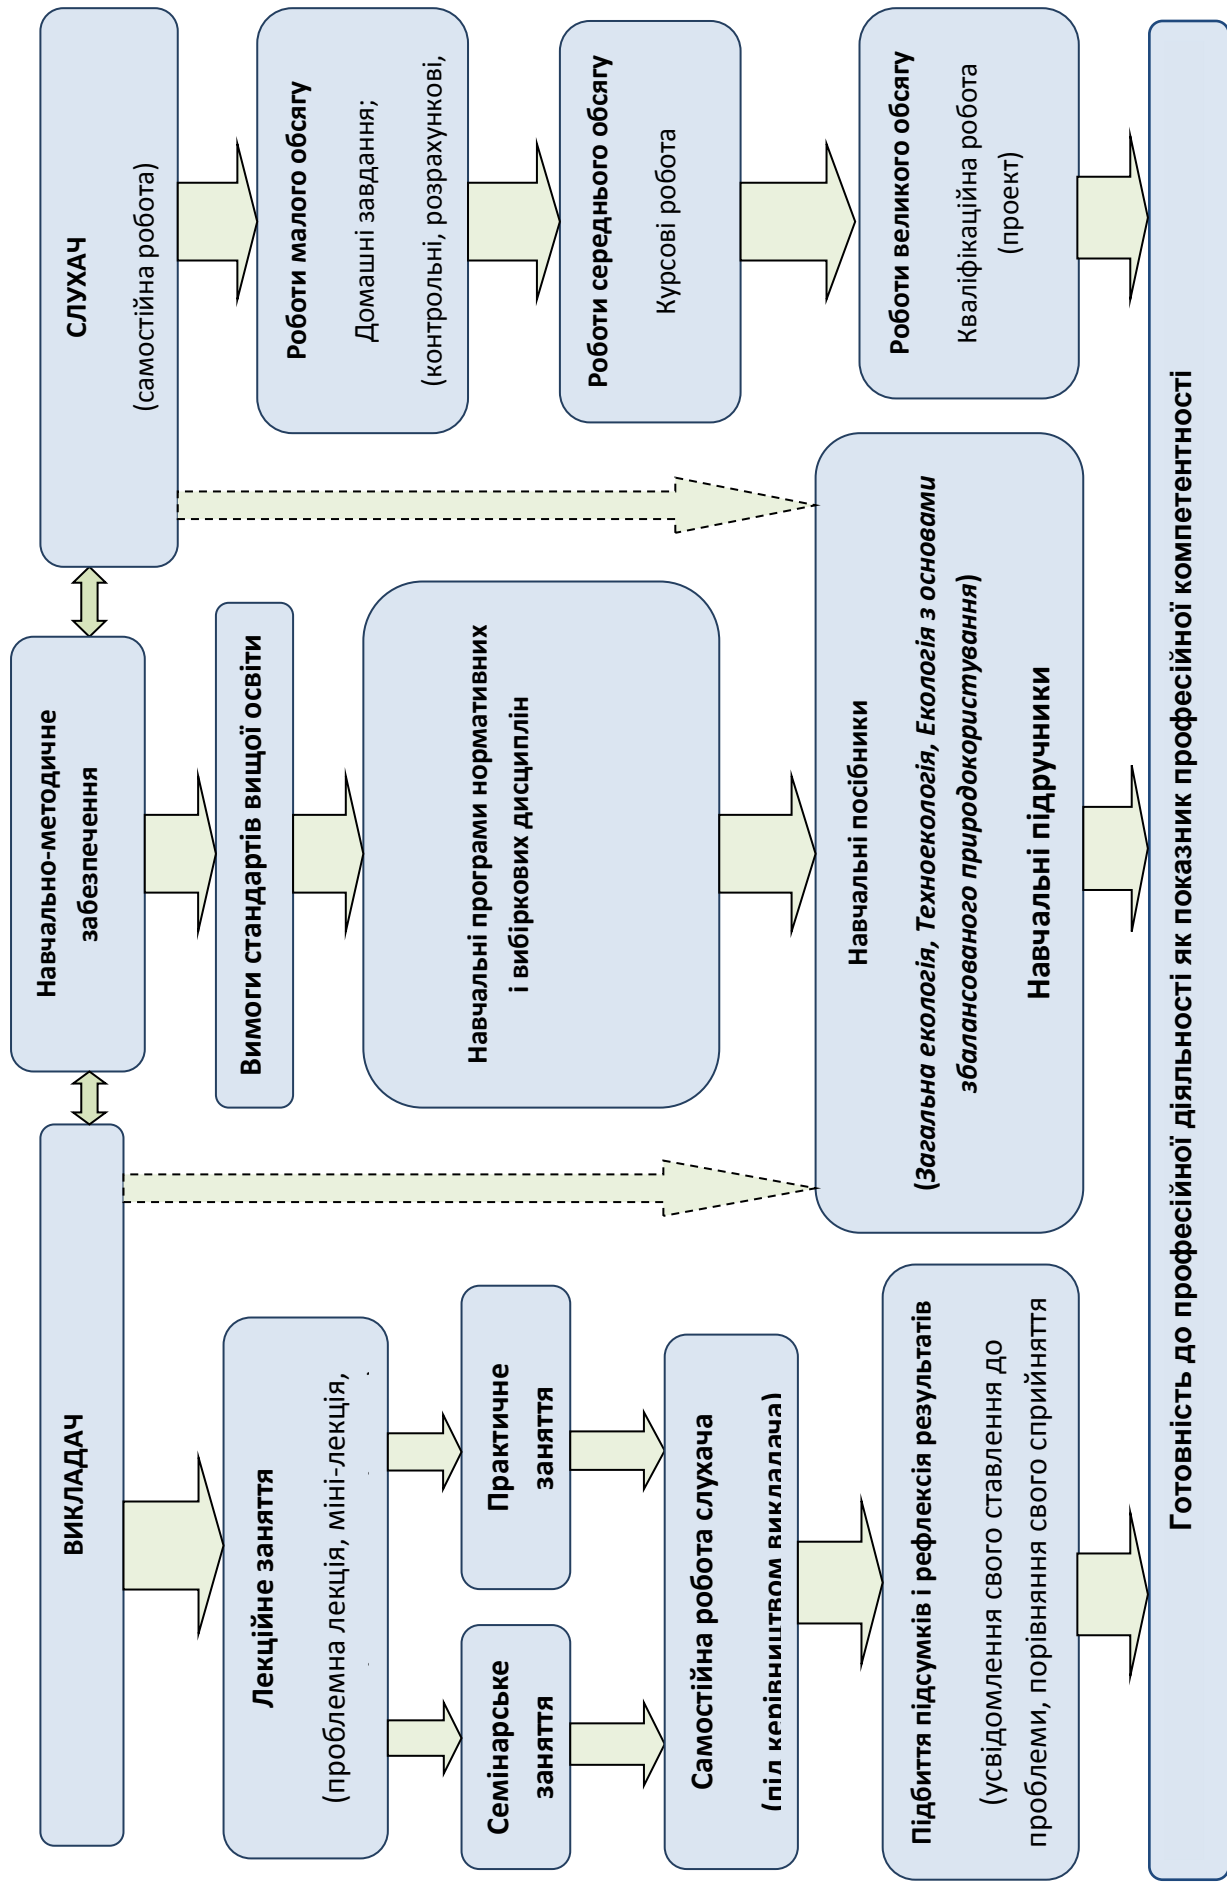 ВИКЛАДАЧ
Навчально-методичне
забезпечення
СЛУХАЧ
(самостійна робота)
Лекційне заняття
(проблемна лекція, міні-лекція,
Семінарське
заняття
Практичне
заняття
Самостійна робота слухача
(під керівництвом викладача)
Підбиття підсумків і рефлексія результатів
(усвідомлення свого ставлення до
проблеми, порівняння свого сприйняття
Вимоги стандартів вищої освіти
Навчальні програми нормативних
і вибіркових дисциплін
Навчальні посібники
(Загальна екологія, Техноекологія, Екологія з основами
збалансованого природокористування)
Навчальні підручники
Роботи малого обсягу
Домашні завдання;
(контрольні, розрахункові,
Роботи середнього обсягу
Курсові робота
Роботи великого обсягу
Кваліфікаційна робота
(проект)
Готовність до професійної діяльності як показник професійної компетентності